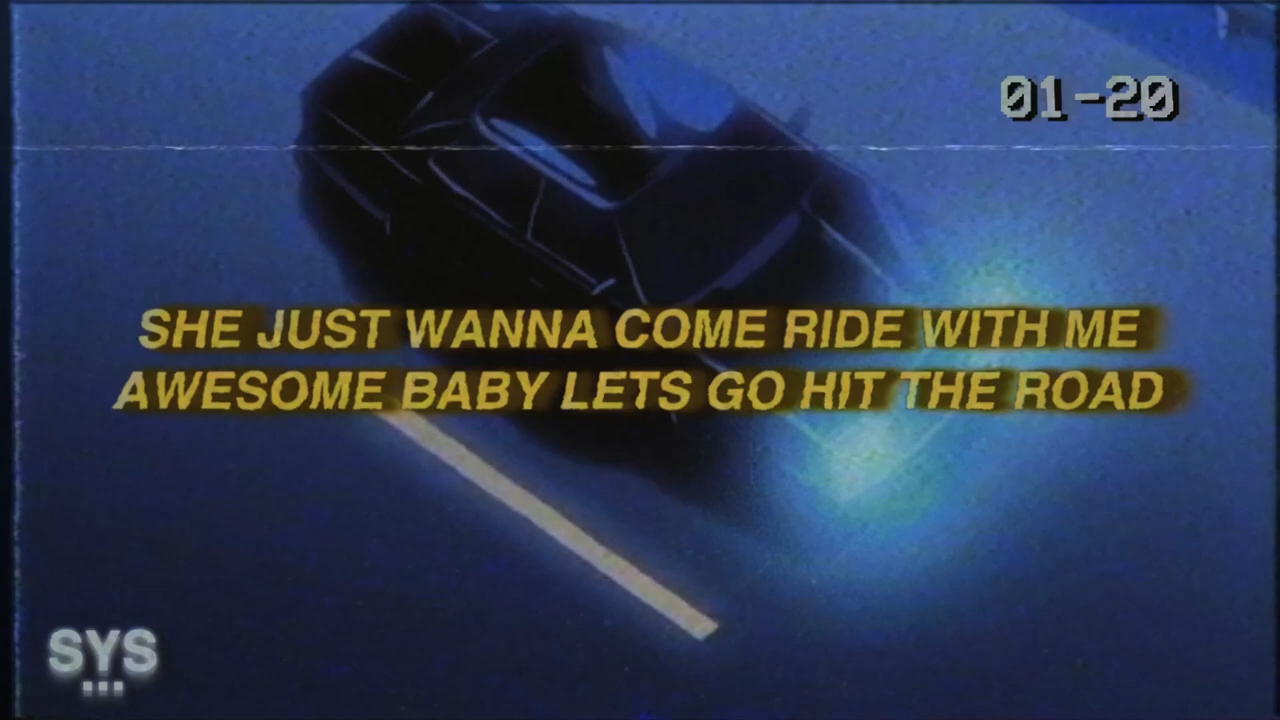 01-20
SHE JUST WANNA COME RIDE WITH ME
AWESOME BABY LETS GO HIT THE ROAD
SYS